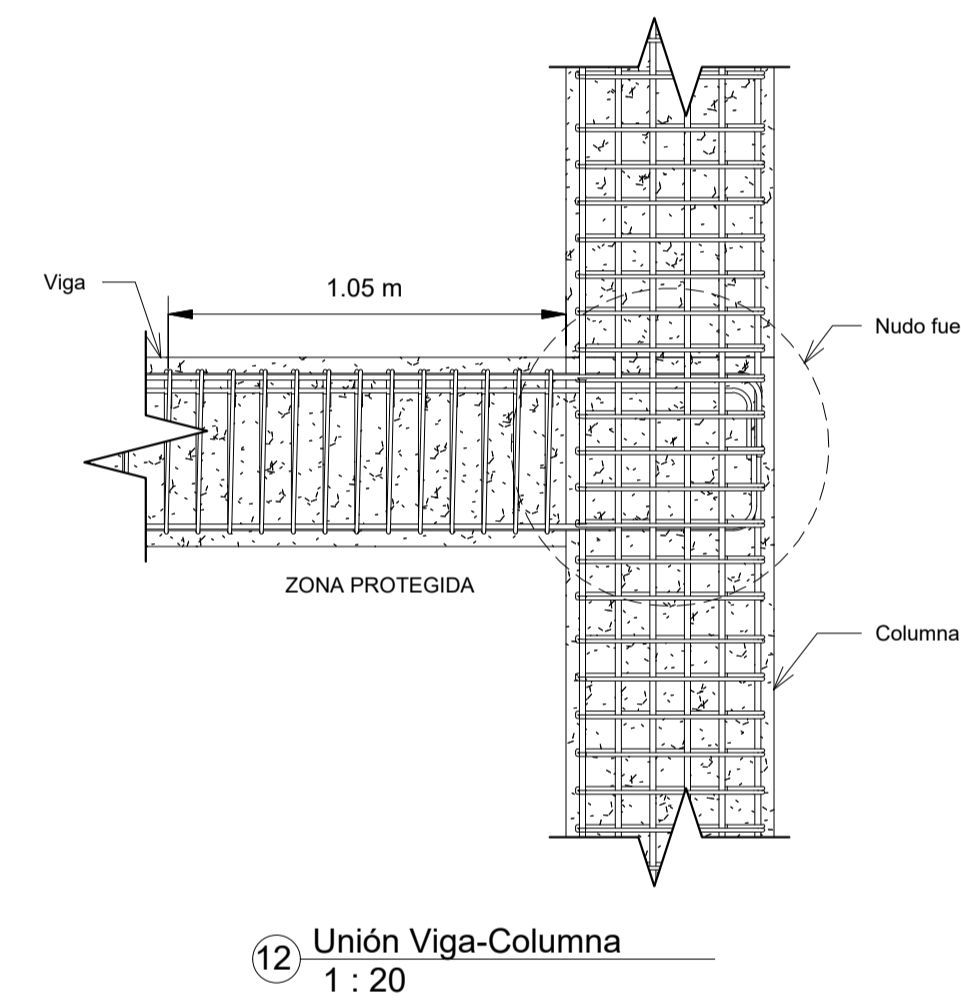 Viga
1.05 m
Nudo fue
ZONA PROTEGIDA
Columna
12
Unión Viga-Columna
1 : 20